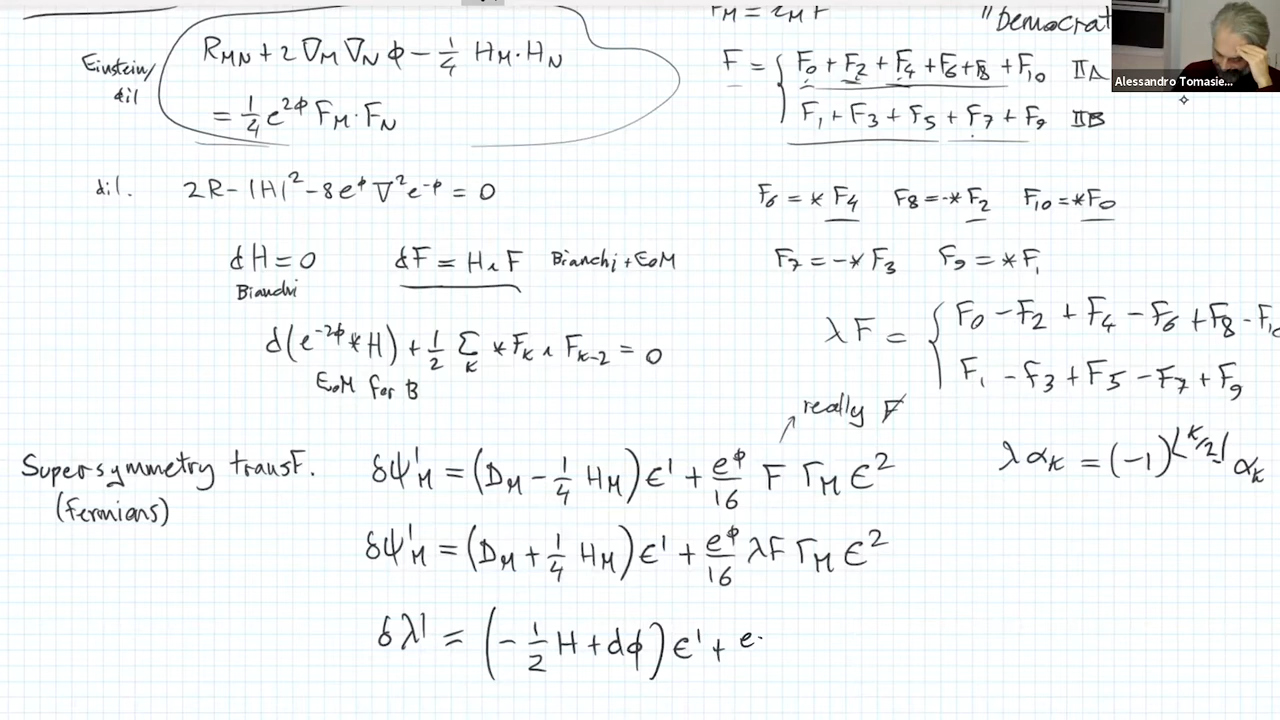 "Democrat
Alessandro Tomasie...
Einstein/
dil
R_{MN} + 2 ∇_M ∇_N φ − 1/4 H_M · H_N
= 1/4 e^{2φ} F_M · F_N
F = { F_0 + F_2 + F_4 + F_6 + F_8 + F_10 IIA
F_1 + F_3 + F_5 + F_7 + F_9 IIB
dil. 2R − |H|^2 − 8e^φ ∇^2 e^{−φ} = 0
F_6 = * F_4 F_8 = −* F_2 F_10 = * F_0
dH = 0 dF = H ∧ F Bianchi + EoM
Bianchi
F_7 = −* F_3 F_9 = * F_1
d(e^{−2φ} * H) + 1/2 Σ_K * F_K ∧ F_{K−2} = 0
EoM for B
λF = { F_0 − F_2 + F_4 − F_6 + F_8 − F_10
F_1 − F_3 + F_5 − F_7 + F_9
really F̸
λ α_K = (−1)^{⌊K/2⌋} α_K
Supersymmetry transf.
(fermions)
δψ^1_M = (D_M − 1/4 H_M) ε^1 + e^φ/16 F Γ_M ε^2
δψ^1_M = (D_M + 1/4 H_M) ε^1 + e^φ/16 λF Γ_M ε^2
δλ^1 = (− 1/2 H + dφ) ε^1 + e